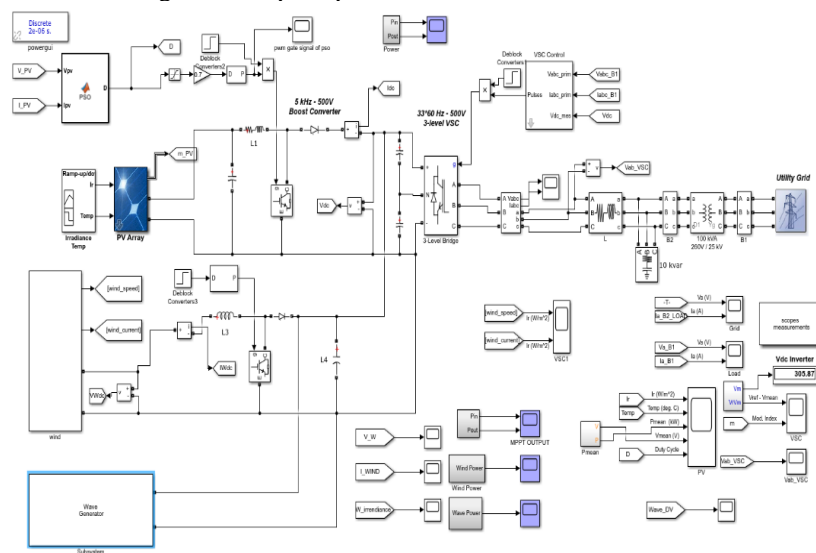 Discrete
2e-06 s.
powergui
V_PV
I_PV
Vpv
Ipv
PSO
D
D
0.7
D P
Deblock
Converters2
pwm gate signal of pso
Pin
Pout
Power
Deblock
Converters
VSC Control
Pulses
Vabc_prim
Iabc_prim
Vdc_mes
Vabc_B1
Iabc_B1
Vdc
5 kHz - 500V
Boost Converter
Idc
L1
m_PV
Ramp-up/do
Ir
Temp
Irradiance
Temp
PV Array
Vdc
33*60 Hz - 500V
3-level VSC
g
A
N
B
C
3-Level Bridge
A
B
C
Vabc
Iabc
a
b
c
Vab_VSC
A
B
C
a
b
c
L
A B C
10 kvar
A
B
C
a
b
c
B2
100 kVA
260V / 25 kV
B1
Utility Grid
[wind_speed]
[wind_current]
wind
Deblock
Converters3
D P
L3
IWdc
VWdc
L4
[wind_speed]
[wind_current]
Ir (W/m^2)
Ir (W/m^2)
VSC1
-T-
Ia_B2_LOAD
Va (V)
Ia (A)
Grid
Va_B1
Ia_B1
Va (V)
Ia (A)
Load
scopes
measurements
Vdc Inverter
305.87
Vm
Vref - Vmean
m
Mod. Index
VSC
Vab_VSC
Vab_VSC
Ir
Temp
Ir (W/m^2)
Temp (deg. C)
Pmean (kW)
Vmean (V)
Pmean
D
Duty Cycle
PV
V_W
I_WIND
W_irrendiance
Pin
Pout
MPPT OUTPUT
Wind Power
Wind Power
Wave Power
Wave_DV
Wave
Generator
Subsystem